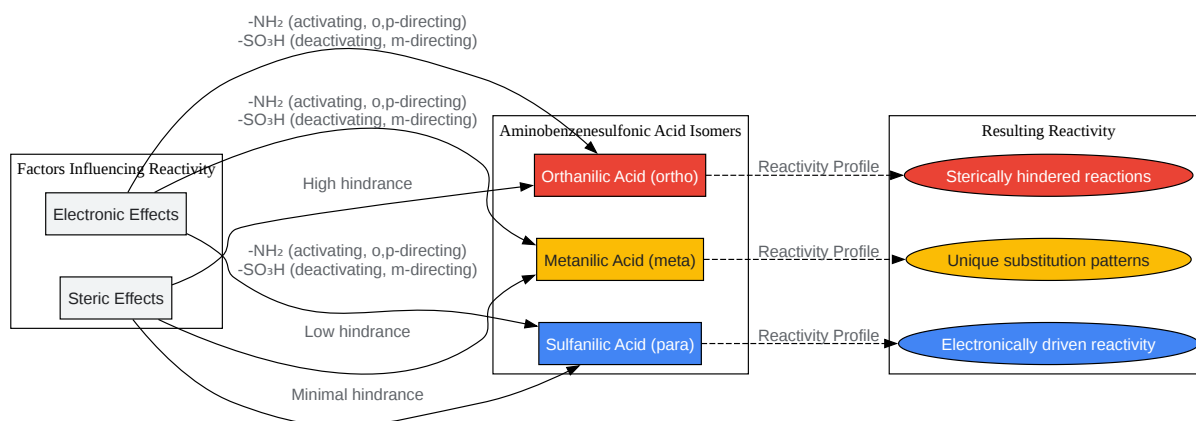 -NH₂ (activating, o,p-directing)
-SO₃H (deactivating, m-directing)
-NH₂ (activating, o,p-directing)
-SO₃H (deactivating, m-directing)
Aminobenzenesulfonic Acid Isomers
Resulting Reactivity
Factors Influencing Reactivity
Orthanilic Acid (ortho)
Reactivity Profile
Sterically hindered reactions
High hindrance
Electronic Effects
-NH₂ (activating, o,p-directing)
-SO₃H (deactivating, m-directing)
Metanilic Acid (meta)
Reactivity Profile
Unique substitution patterns
Steric Effects
Low hindrance
Sulfanilic Acid (para)
Reactivity Profile
Electronically driven reactivity
Minimal hindrance